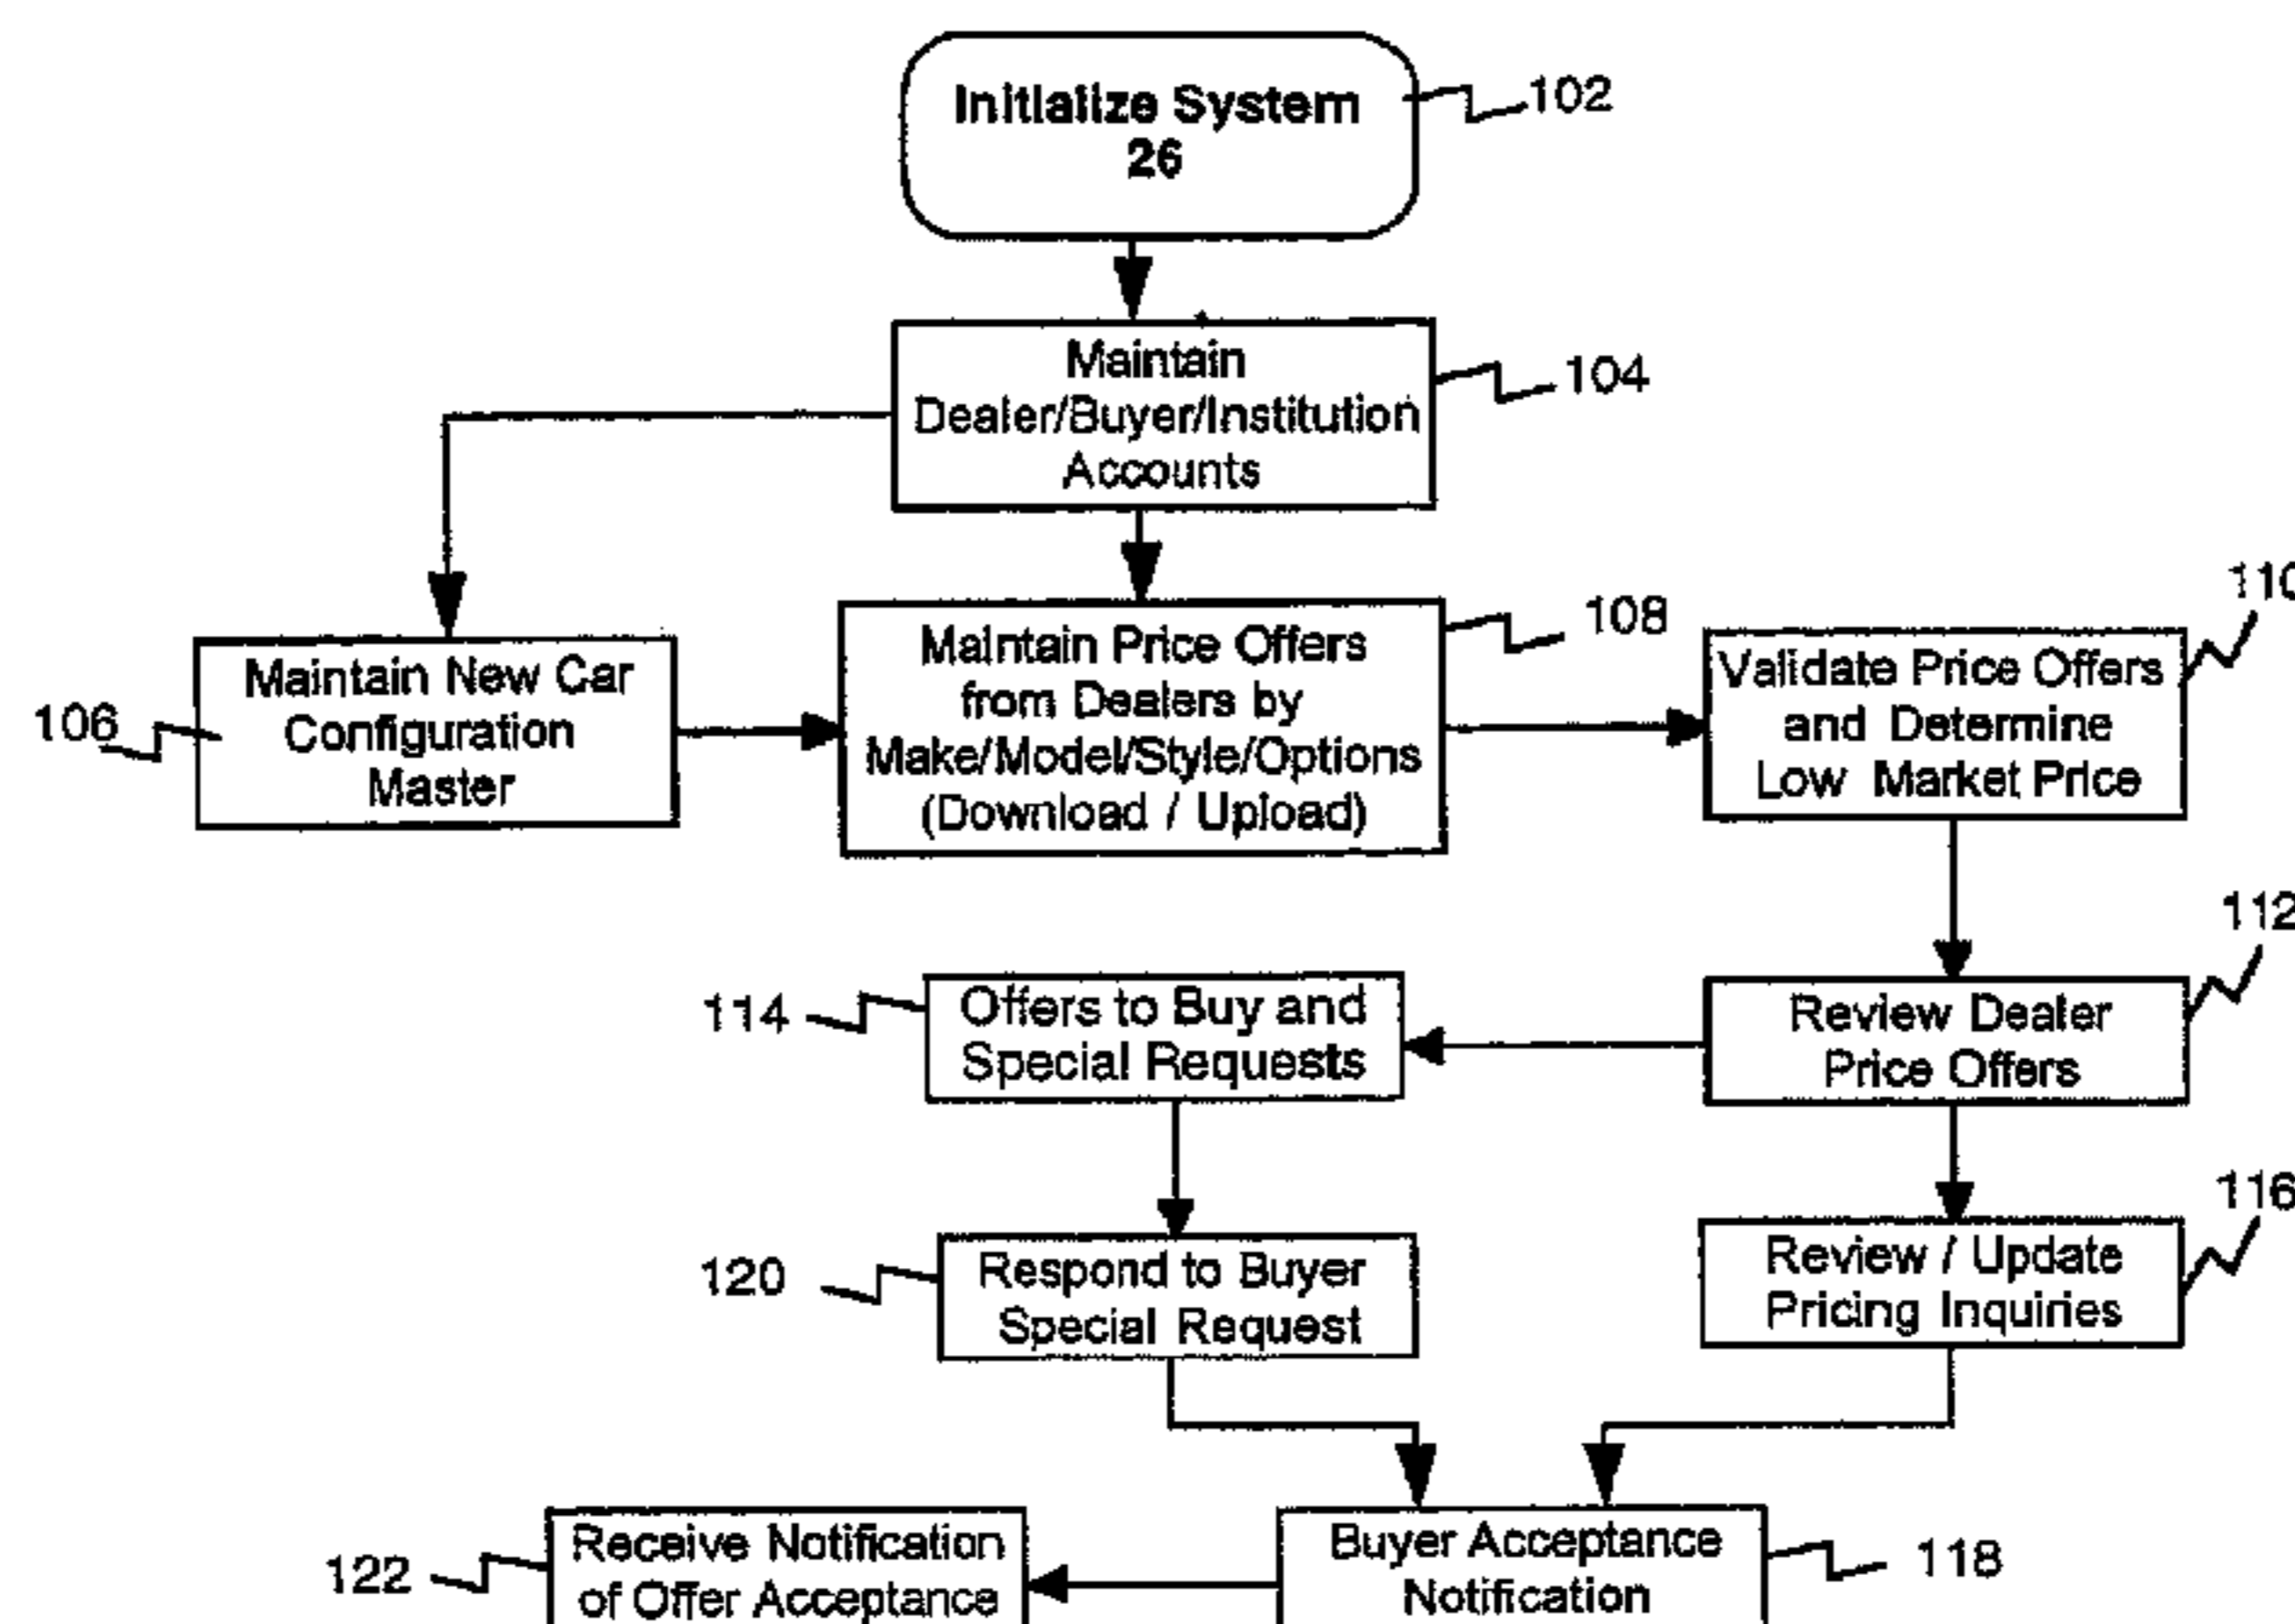 Initialize System
26
102
Maintain
Dealer/Buyer/Institution
Accounts
104
106
Maintain New Car
Configuration
Master
Maintain Price Offers
from Dealers by
Make/Model/Style/Options
(Download / Upload)
108
Validate Price Offers
and Determine
Low Market Price
110
114
Offers to Buy and
Special Requests
Review Dealer
Price Offers
112
120
Respond to Buyer
Special Request
Review / Update
Pricing Inquiries
116
122
Receive Notification
of Offer Acceptance
Buyer Acceptance
Notification
118